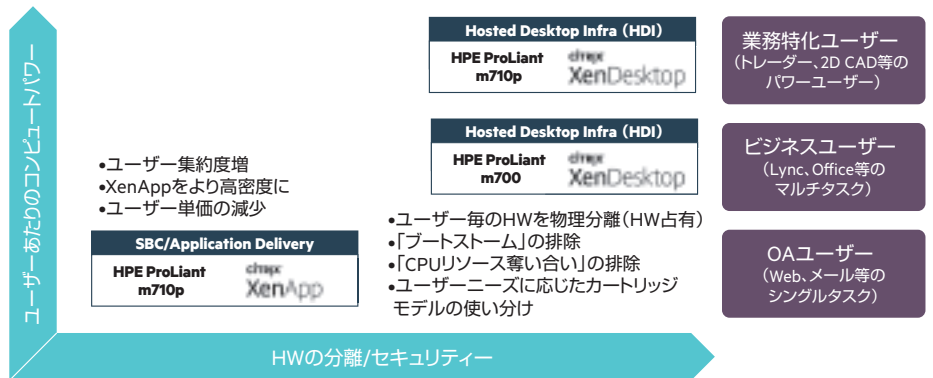 ユーザーあたりのコンピュートパワー
Hosted Desktop Infra (HDI)
HPE ProLiant
m710p
citrix
XenDesktop
業務特化ユーザー
(トレーダー、2D CAD等の
パワーユーザー)
Hosted Desktop Infra (HDI)
HPE ProLiant
m700
citrix
XenDesktop
ビジネスユーザー
(Lync、Office等の
マルチタスク)
•ユーザー集約度増
•XenAppをより高密度に
•ユーザー単価の減少
SBC/Application Delivery
HPE ProLiant
m710p
citrix
XenApp
•ユーザー毎のHWを物理分離(HW占有)
•「ブートストーム」の排除
•「CPUリソース奪い合い」の排除
•ユーザーニーズに応じたカートリッジ
モデルの使い分け
OAユーザー
(Web、メール等の
シングルタスク)
HWの分離/セキュリティー